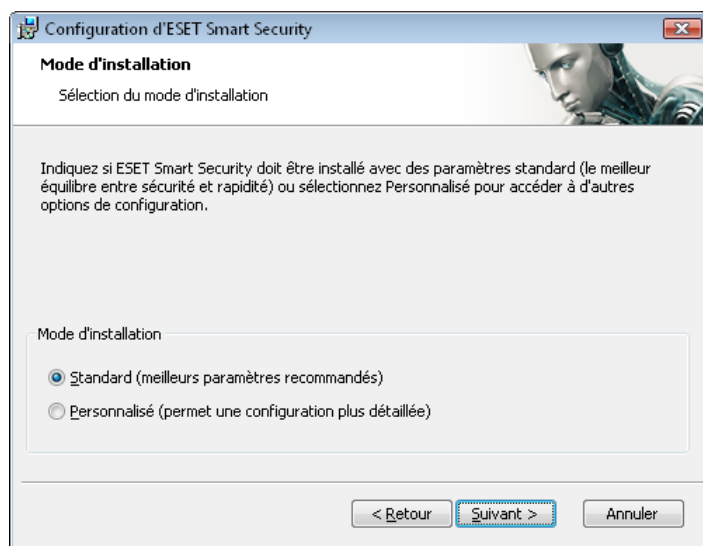 Configuration d'ESET Smart Security
Mode d'installation
Sélection du mode d'installation
Indiquez si ESET Smart Security doit être installé avec des paramètres standard (le meilleur
équilibre entre sécurité et rapidité) ou sélectionnez Personnalisé pour accéder à d'autres
options de configuration.
Mode d'installation
Standard (meilleurs paramètres recommandés)
Personnalisé (permet une configuration plus détaillée)
< Retour
Suivant >
Annuler